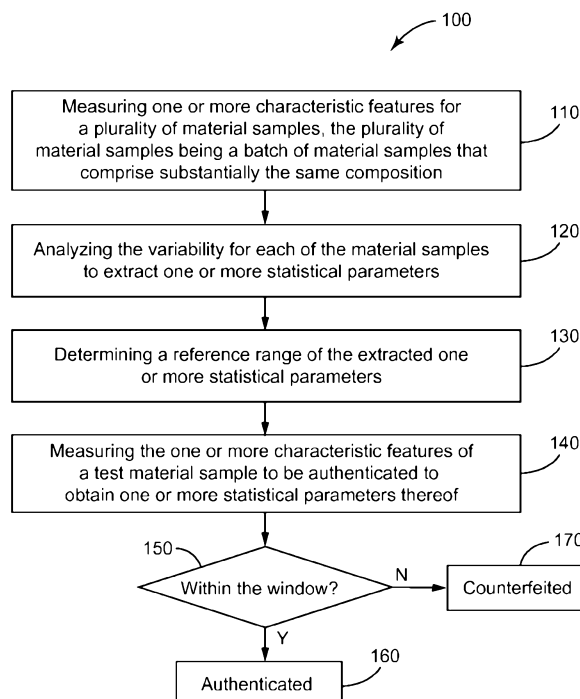 100
Measuring one or more characteristic features for
a plurality of material samples, the plurality of
material samples being a batch of material samples that
comprise substantially the same composition
110
Analyzing the variability for each of the material samples
to extract one or more statistical parameters
120
Determining a reference range of the extracted one
or more statistical parameters
130
Measuring the one or more characteristic features of
a test material sample to be authenticated to
obtain one or more statistical parameters thereof
140
150
Within the window?
N
170
Counterfeited
Y
160
Authenticated